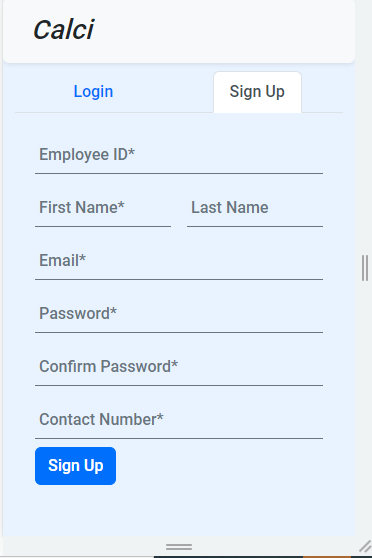 Calci
Login Sign Up
Employee ID*
First Name* Last Name
Email*
Password*
Confirm Password*
Contact Number*
Sign Up